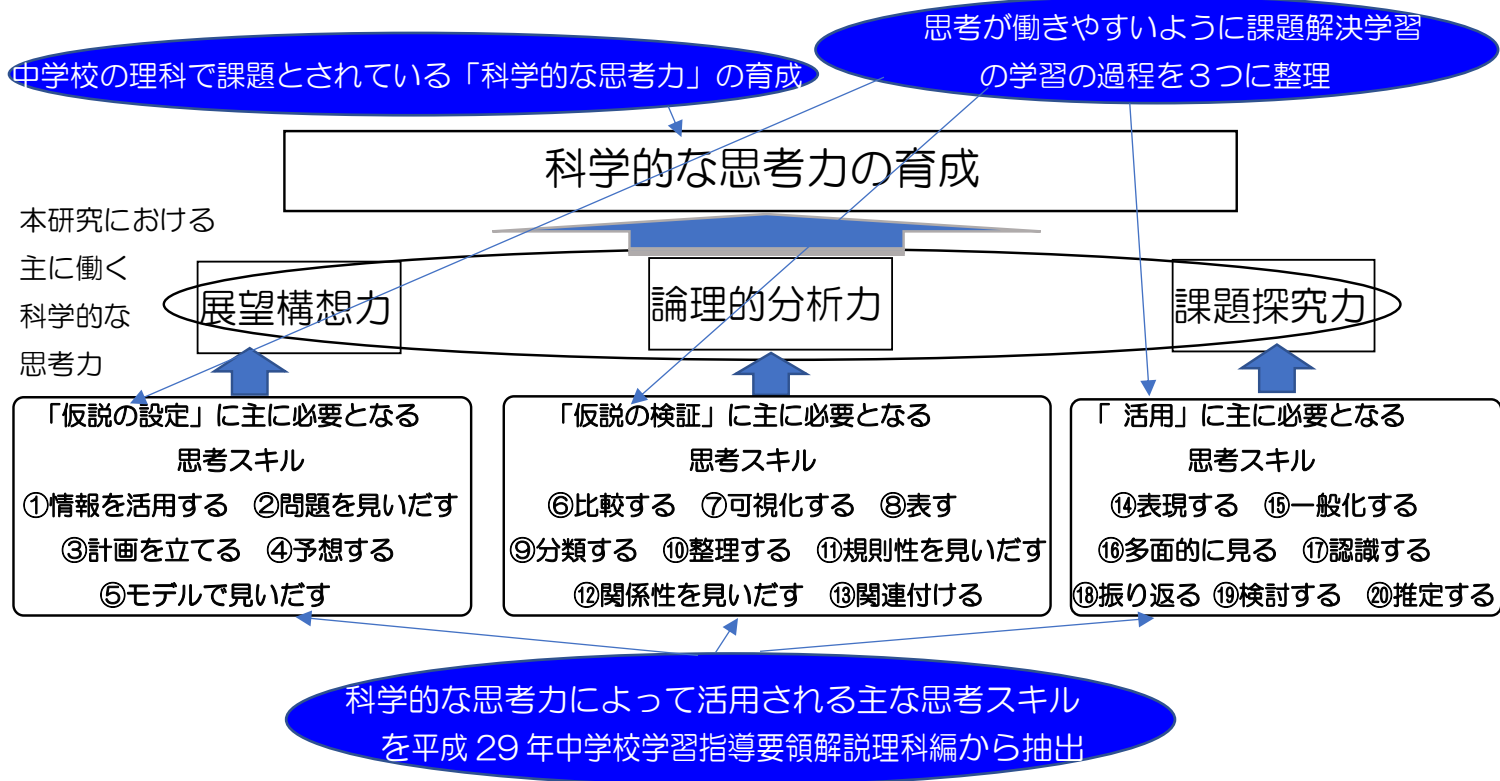 中学校の理科で課題とされている「科学的な思考力」の育成
思考が働きやすいように課題解決学習
の学習の過程を３つに整理
科学的な思考力の育成
本研究における
主に働く
科学的な
思考力
展望構想力
論理的分析力
課題探究力
「仮説の設定」に主に必要となる
思考スキル
①情報を活用する　②問題を見いだす
③計画を立てる　④予想する
⑤モデルで見いだす
「仮説の検証」に主に必要となる
思考スキル
⑥比較する　⑦可視化する　⑧表す
⑨分類する　⑩整理する　⑪規則性を見いだす
⑫関係性を見いだす　⑬関連付ける
「 活用」に主に必要となる
思考スキル
⑭表現する　⑮一般化する
⑯多面的に見る　⑰認識する
⑱振り返る ⑲検討する　⑳推定する
科学的な思考力によって活用される主な思考スキル
を平成 29 年中学校学習指導要領解説理科編から抽出